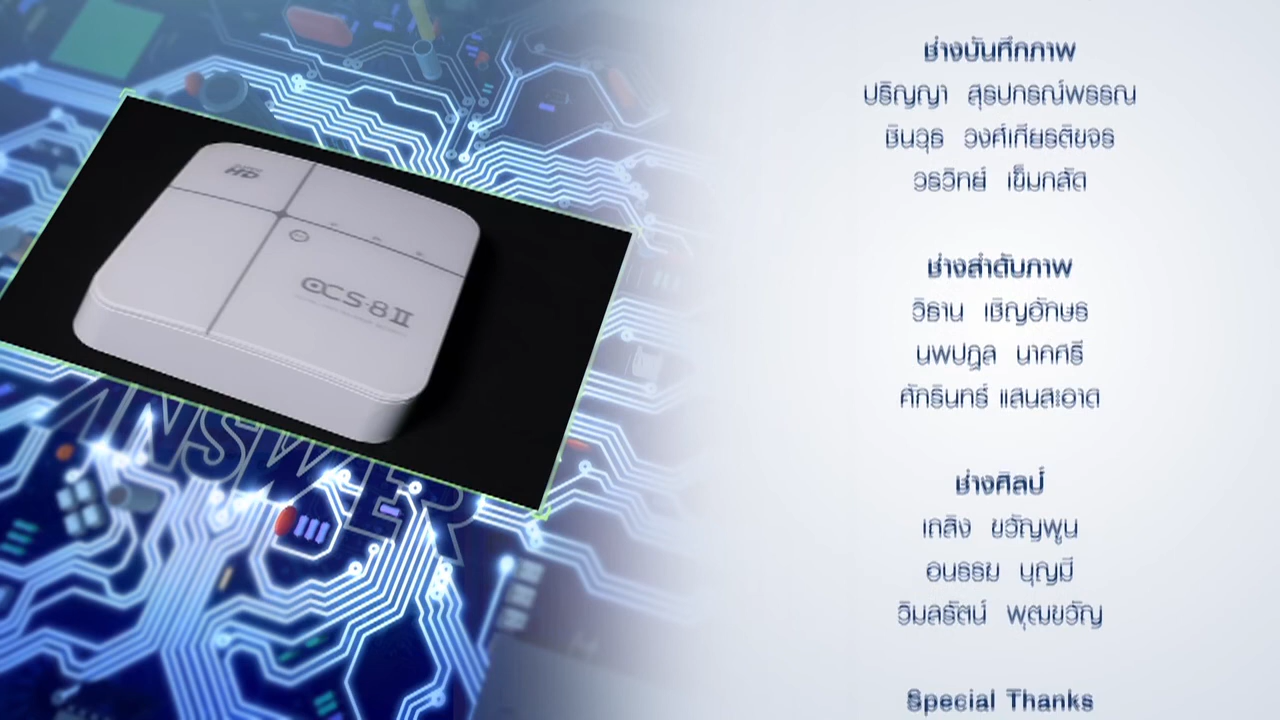 HD
OCS-8 II
ANSWER
ช่างบันทึกภาพ
ปริญญา สุรปกรณ์พรรณ
ชินวุธ วงศ์เกียรติขจร
วรวิทย์ เข็มกลัด
ช่างลำดับภาพ
วิธาน เชิญอักษร
นพปฎล นาคศรี
ศักรินทร์ แสนสะอาด
ช่างศิลป์
เถลิง ขวัญพูน
อนรรฆ บุญมี
วิมลรัตน์ พุฒขวัญ
Special Thanks